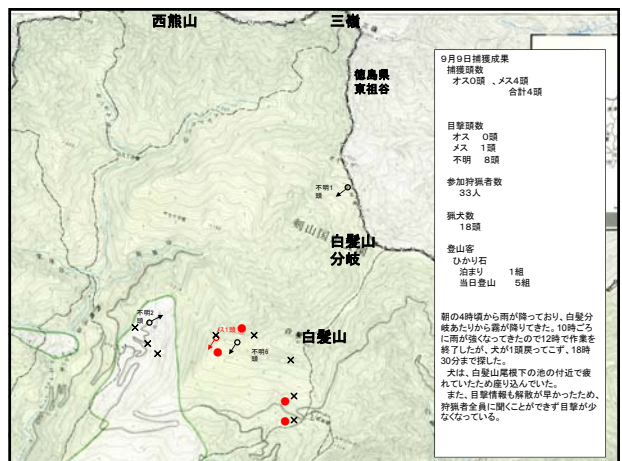 西熊山
三嶺
徳島県
東祖谷
不明1
頭
剣山国
白髪山
分岐
不明2
頭
メス1頭
不明6
頭
白髪山
9月9日捕獲成果
捕獲頭数
オス0頭 、メス4頭
合計4頭
目撃頭数
オス 0頭
メス 1頭
不明 8頭
参加狩猟者数
33人
猟犬数
18頭
登山客
ひかり石
泊まり 1組
当日登山 5組
朝の4時頃から雨が降っており、白髪分
岐あたりから霧が降りてきた。10時ごろ
に雨が強くなってきたので12時で作業を
終了したが、犬が1頭戻ってこず、18時
30分まで探した。
犬は、白髪山尾根下の池の付近で疲
れていたため座り込んでいた。
また、目撃情報も解散が早かったため、
狩猟者全員に聞くことができず目撃が少
なくなっている。